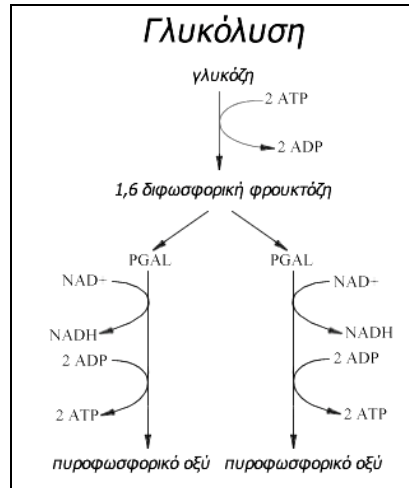 Γλυκόλυση
γλυκόζη
2 ATP
2 ADP
1,6 διφωσφορική φρουκτόζη
PGAL PGAL
NAD+ NAD+
NADH NADH
2 ADP 2 ADP
2 ATP 2 ATP
πυροφωσφορικό οξύ πυροφωσφορικό οξύ